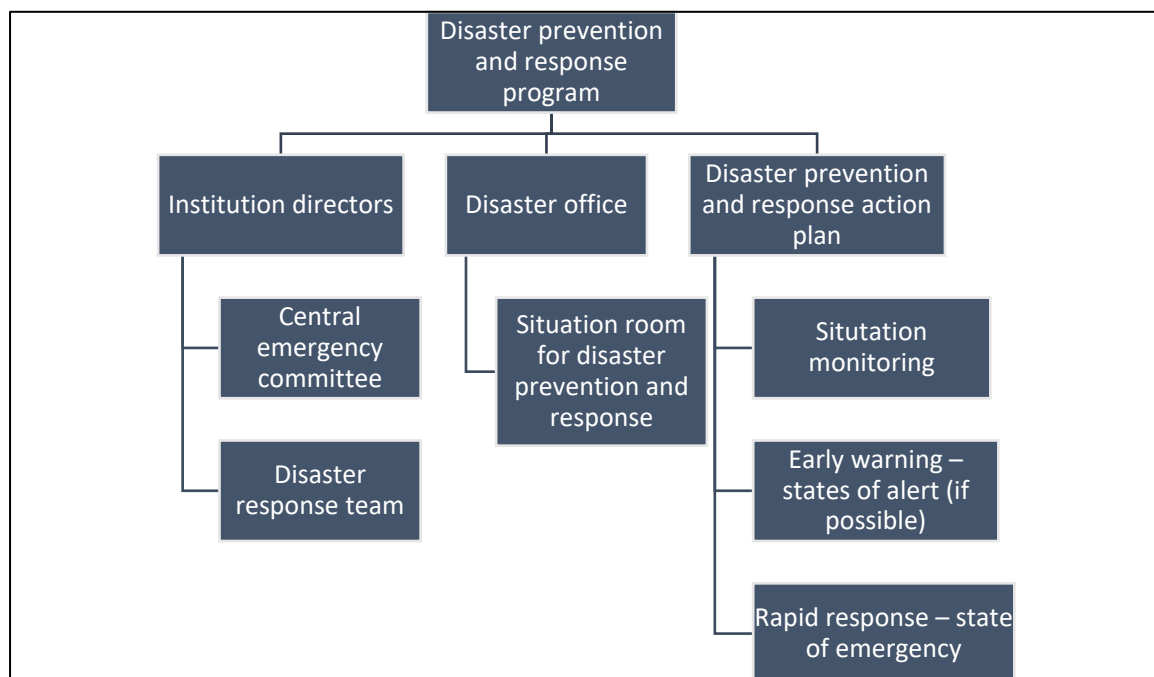 Disaster prevention
and response
program
Institution directors
Disaster office
Disaster prevention
and response action
plan
Central
emergency
committee
Disaster
response team
Situation room
for disaster
prevention and
response
Situtation
monitoring
Early warning –
states of alert (if
possible)
Rapid response – state
of emergency